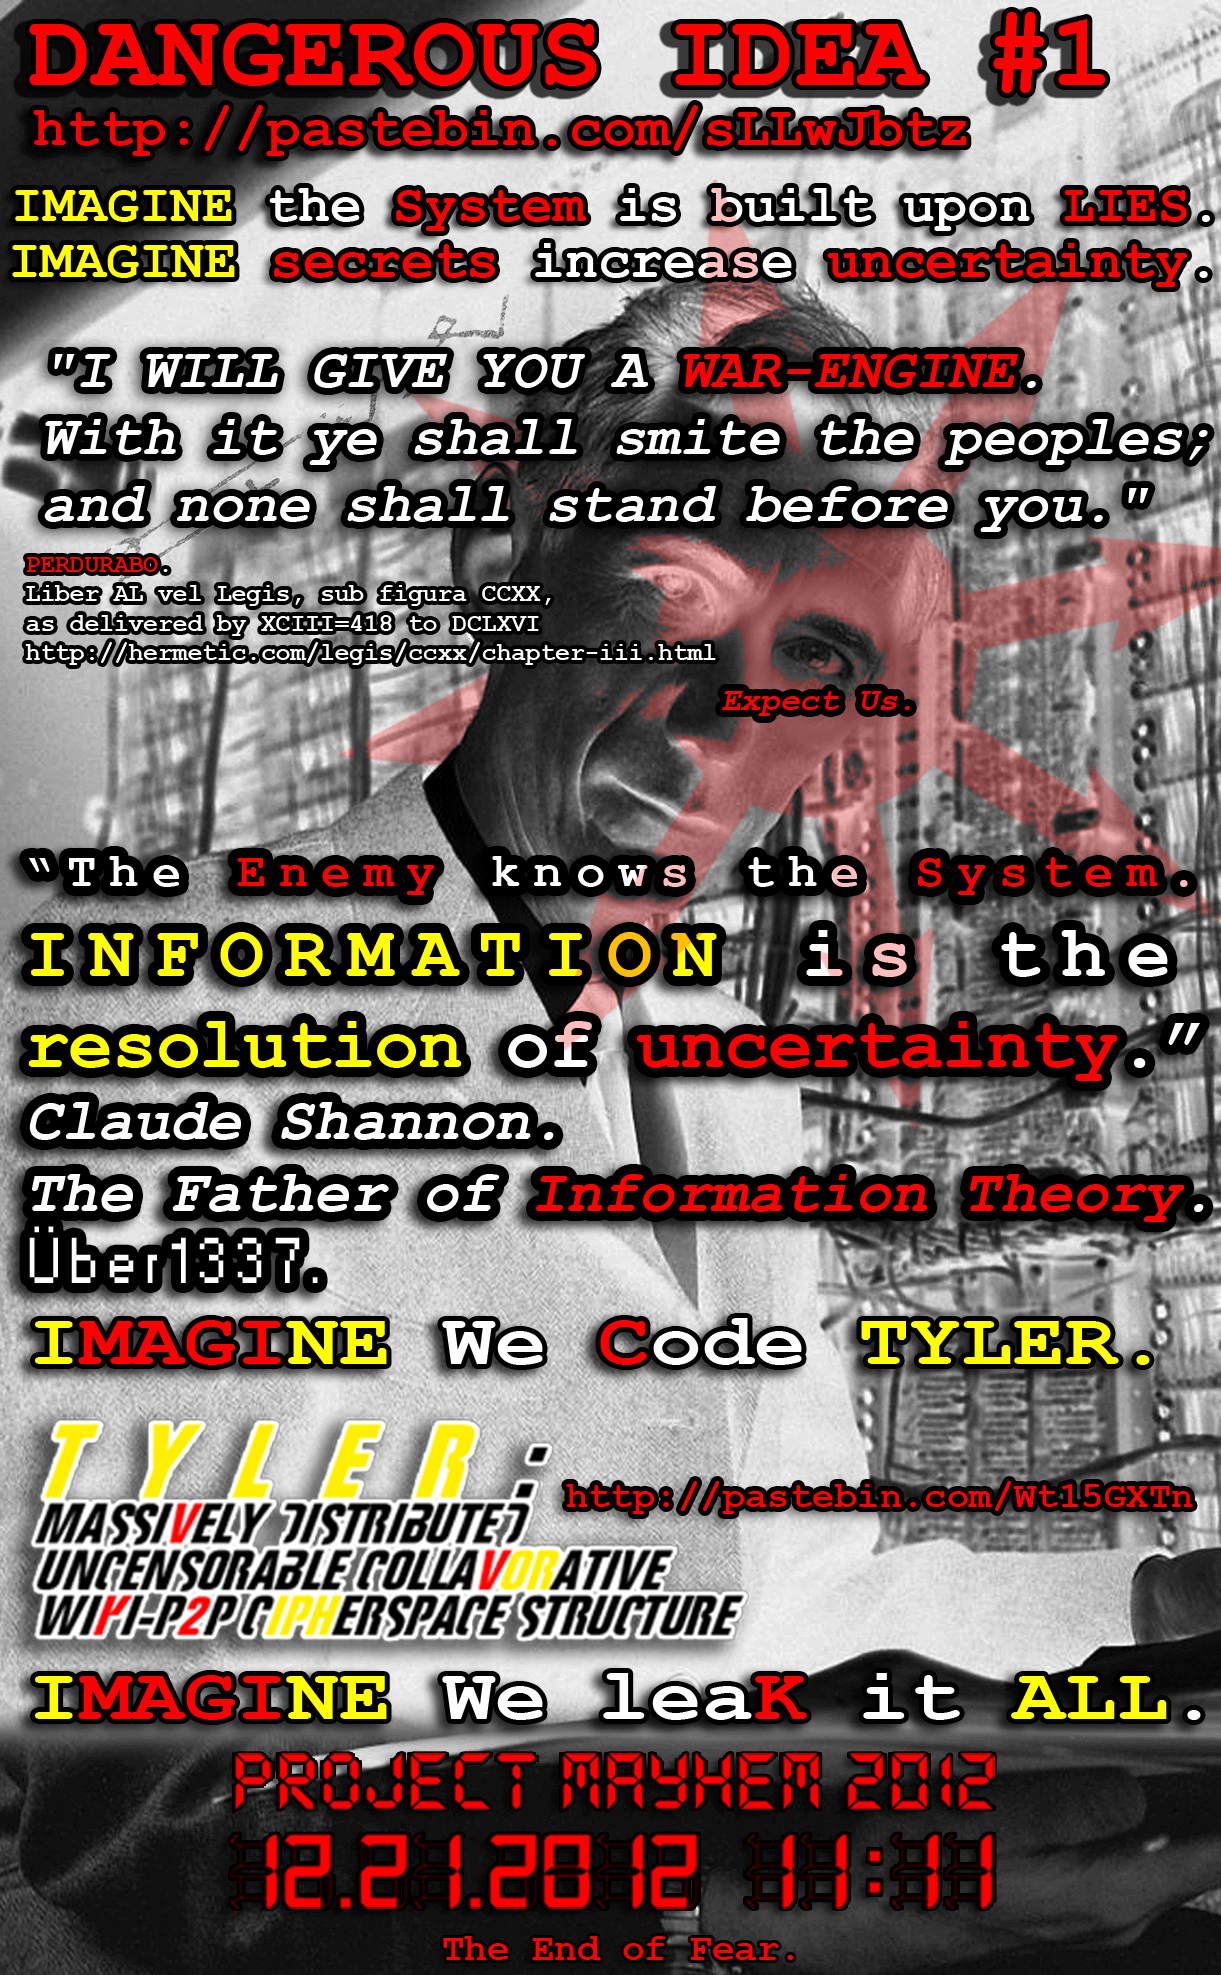 DANGEROUS IDEA #1
http://pastebin.com/sLLwJbtz
IMAGINE the System is built upon LIES.
IMAGINE secrets increase uncertainty.
"I WILL GIVE YOU A WAR-ENGINE.
With it ye shall smite the peoples;
and none shall stand before you."
PERDURABO.
Liber AL vel Legis, sub figura CCXX,
as delivered by XCIII=418 to DCLXVI
http://hermetic.com/legis/ccxx/chapter-iii.html
Expect Us.
“The Enemy knows the System.
INFORMATION is the
resolution of uncertainty.”
Claude Shannon.
The Father of Information Theory.
Über1337.
IMAGINE We Code TYLER.
TYLER:
MASSIVELY DISTRIBUTED
http://pastebin.com/Wt15GXTn
UNCENSORABLE COLLAVORATIVE
WIKI-P2P CIPHERSPACE STRUCTURE
IMAGINE We leaK it ALL.
PROJECT MAYHEM 2012
12.21.2012 11:11
The End of Fear.